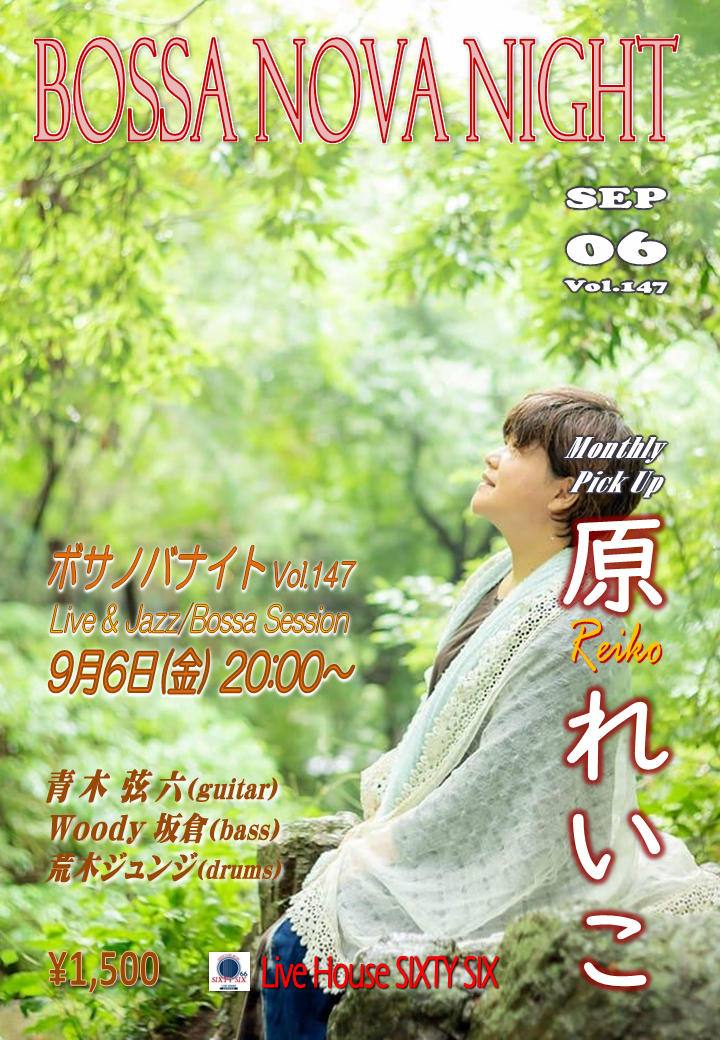 BOSSA NOVA NIGHT
SEP
06
Vol.147
Monthly
Pick Up
原れいこ
Reiko
ボサノバナイト Vol.147
Live & Jazz/Bossa Session
9月6日(金) 20:00～
青木 弦六(guitar)
Woody 坂倉(bass)
荒木ジュンジ(drums)
¥1,500
66
SIXTY SIX
Live House SIXTY SIX